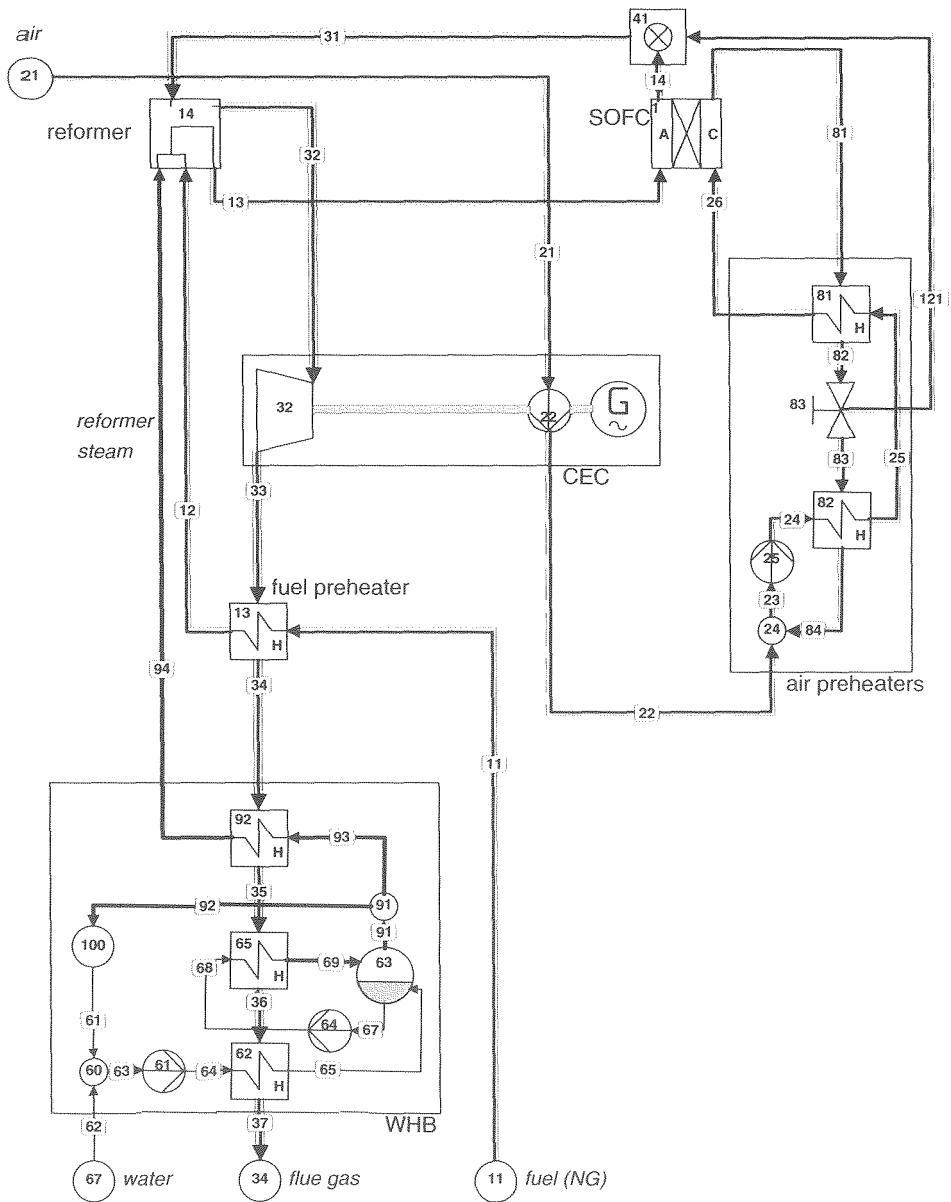 air
21
31
41
14
reformer
14
SOFC
1
A
C
32
13
81
26
21
81
H
121
82
83
25
83
82
H
24
25
23
24
84
air preheaters
32
22
G
~
CEC
reformer
steam
33
12
fuel preheater
13
H
94
34
22
11
92
H
93
35
92
91
91
100
65
H
69
63
68
36
67
64
61
62
H
65
60
63
61
64
WHB
62
37
67
water
34
flue gas
11
fuel (NG)